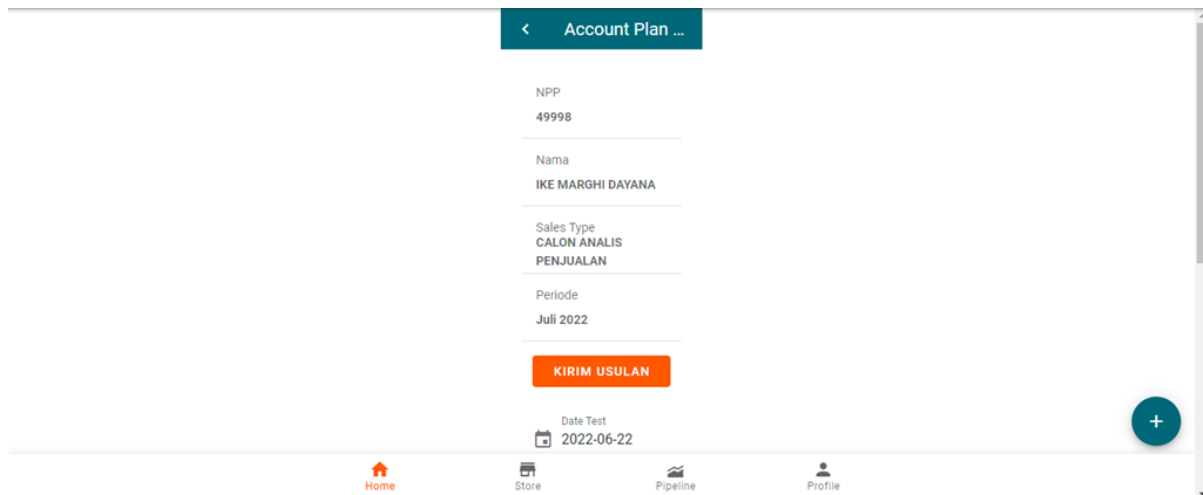 Account Plan ...
NPP
49998
Nama
IKE MARGHI DAYANA
Sales Type
CALON ANALIS
PENJUALAN
Periode
Juli 2022
KIRIM USULAN
Date Test
2022-06-22
Home
Store
Pipeline
Profile